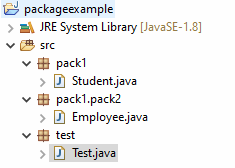 packageexample
JRE System Library [JavaSE-1.8]
src
pack1
Student.java
pack1.pack2
Employee.java
test
Test.java